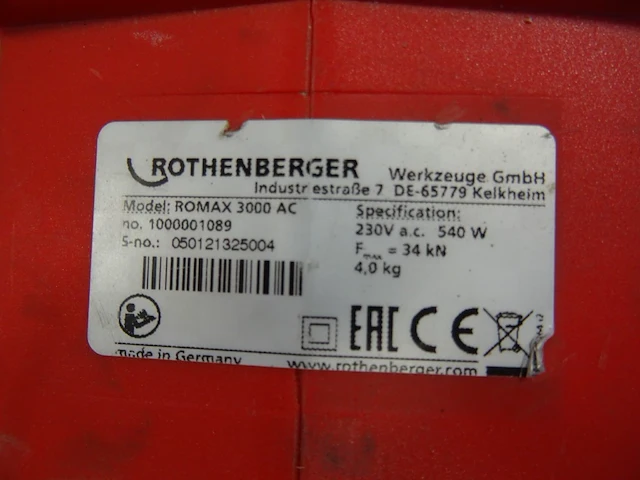 ROTHENBERGER Werkzeuge GmbH
Industriestraße 7 DE-65779 Kelkheim
Model: ROMAX 3000 AC
no. 1000001089
S-no.: 050121325004
Specification:
230V a.c. 540 W
Fmax = 34 kN
4,0 kg
EAC CE
made in Germany
www.rothenberger.com